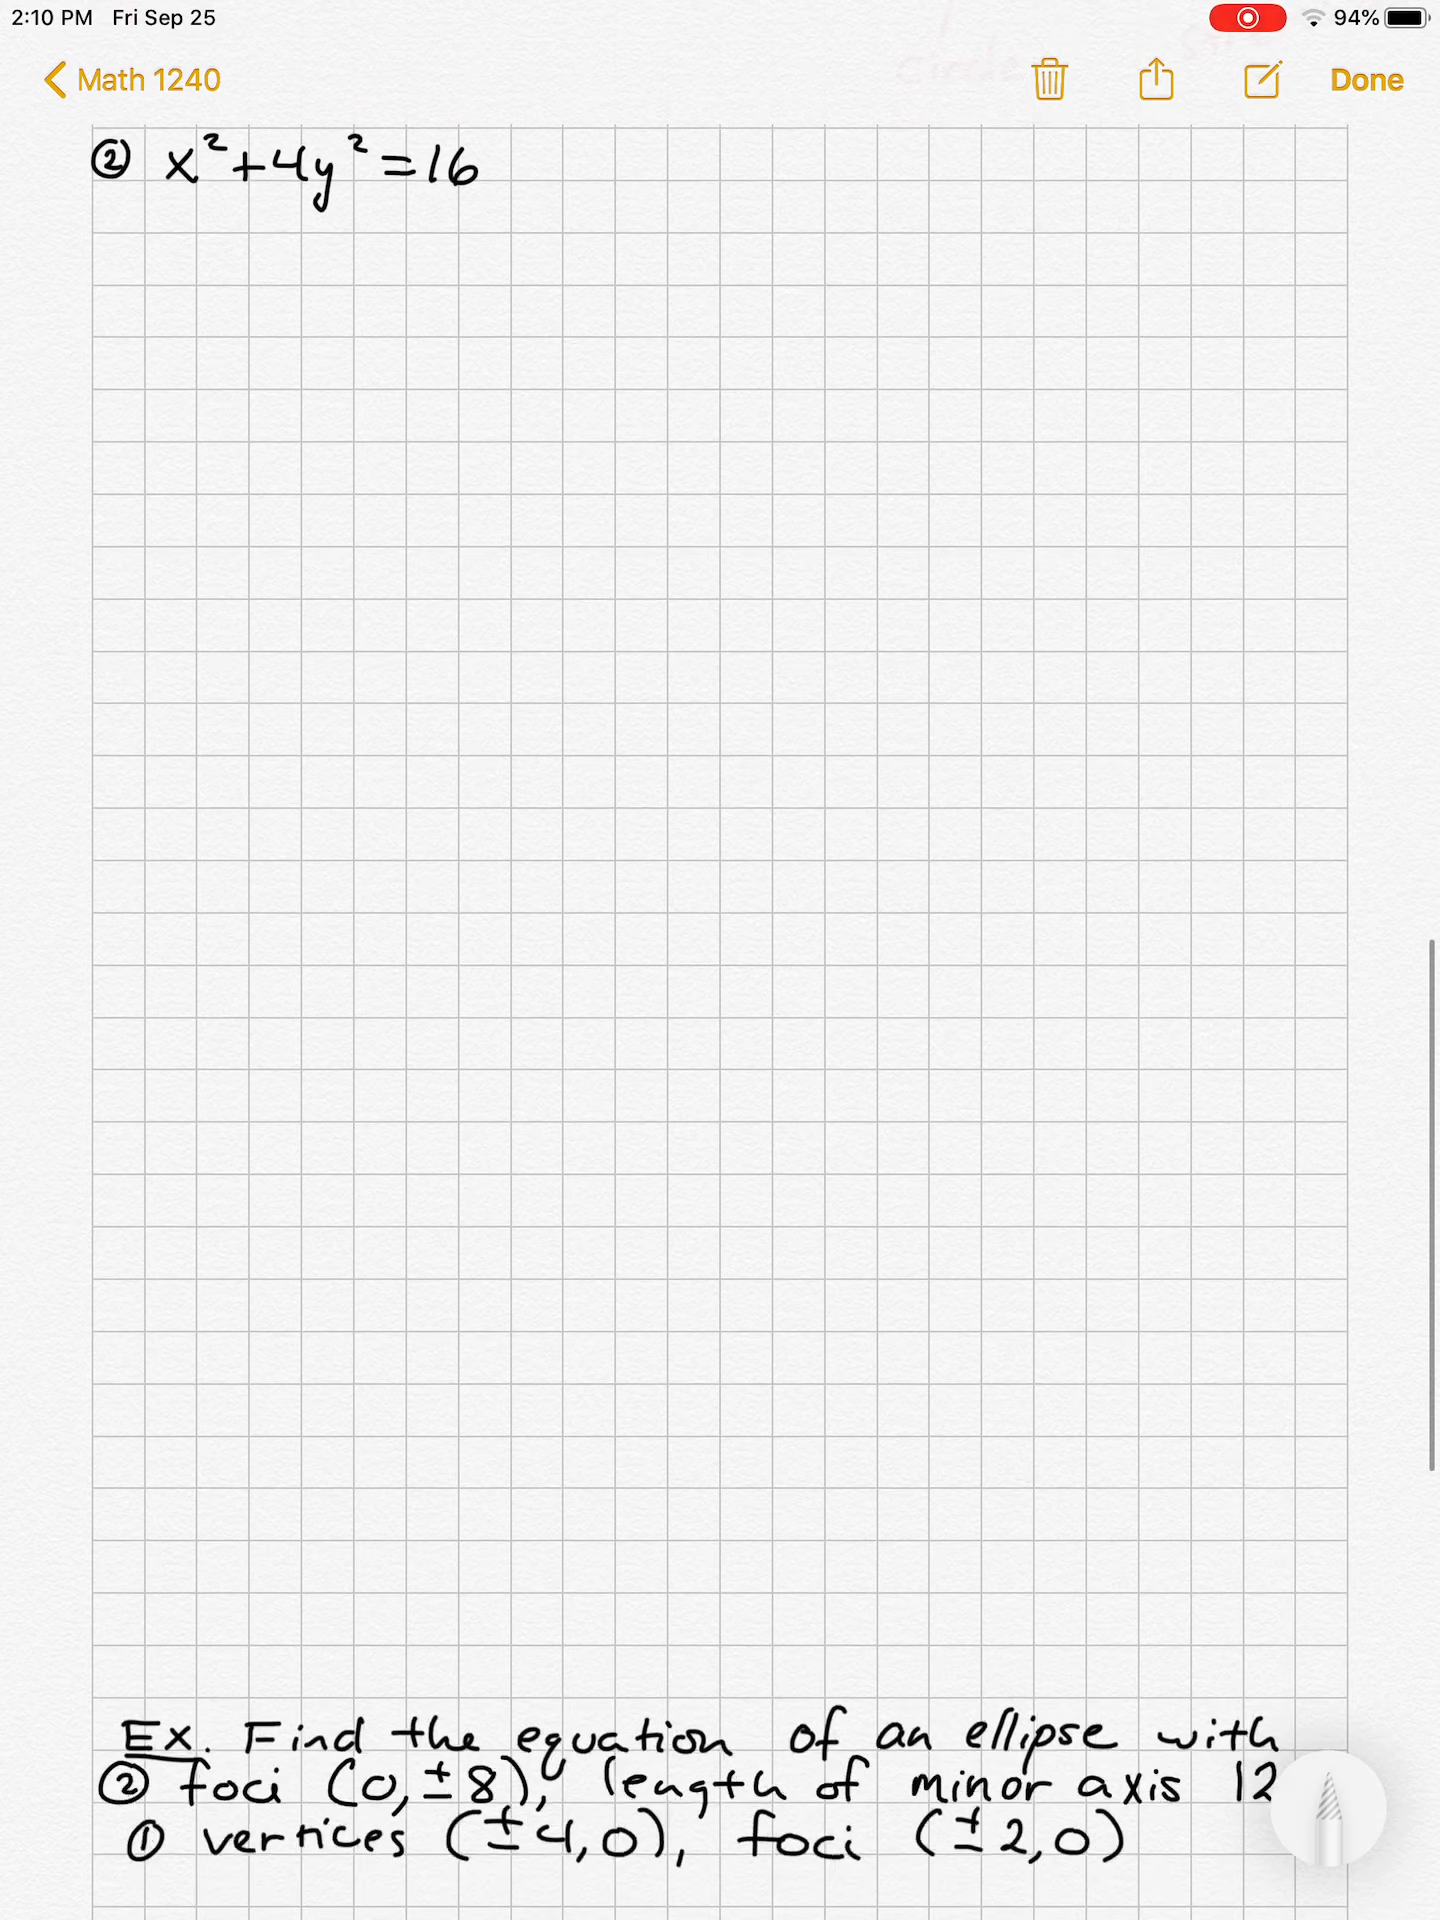 2:10 PM Fri Sep 25 94%
Math 1240 Done
② x²+4y²=16
Ex. Find the equation of an ellipse with
② foci (0,±8), length of minor axis 12
① vertices (±4,0), foci (±2,0)